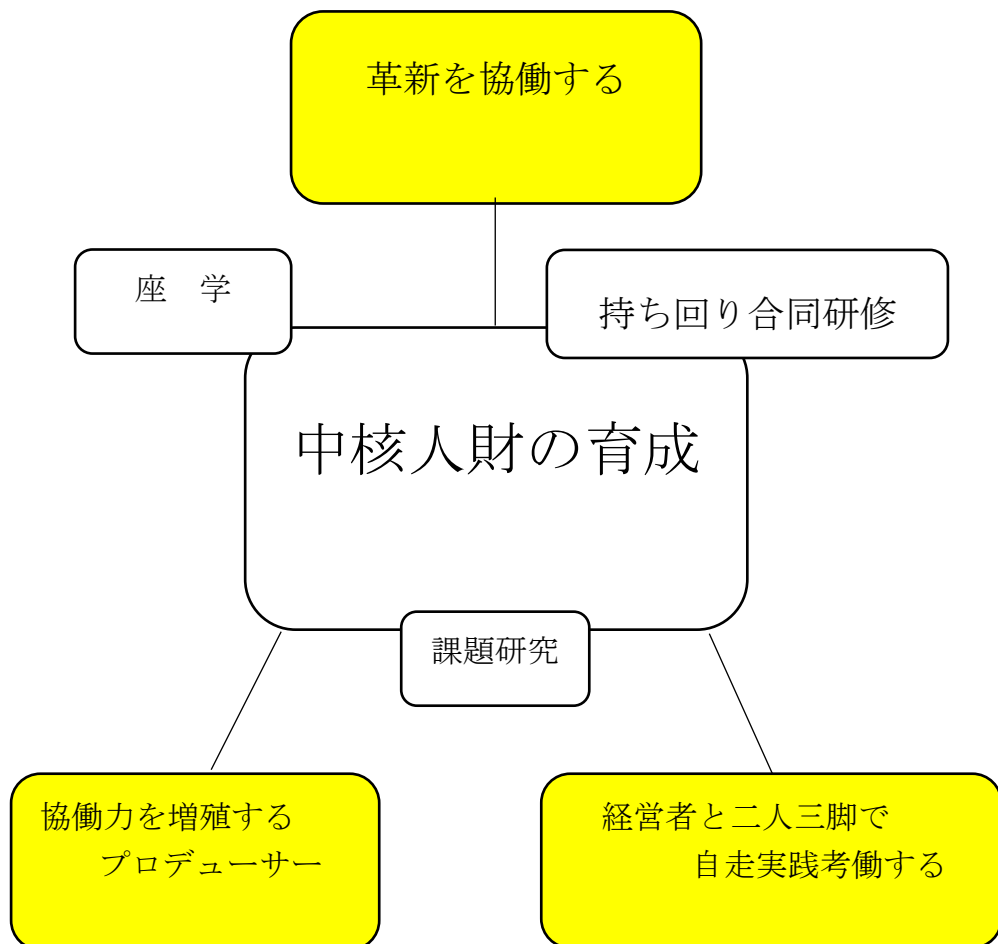 革新を協働する
座　学
持ち回り合同研修
中核人財の育成
課題研究
協働力を増殖する
プロデューサー
経営者と二人三脚で
自走実践考働する